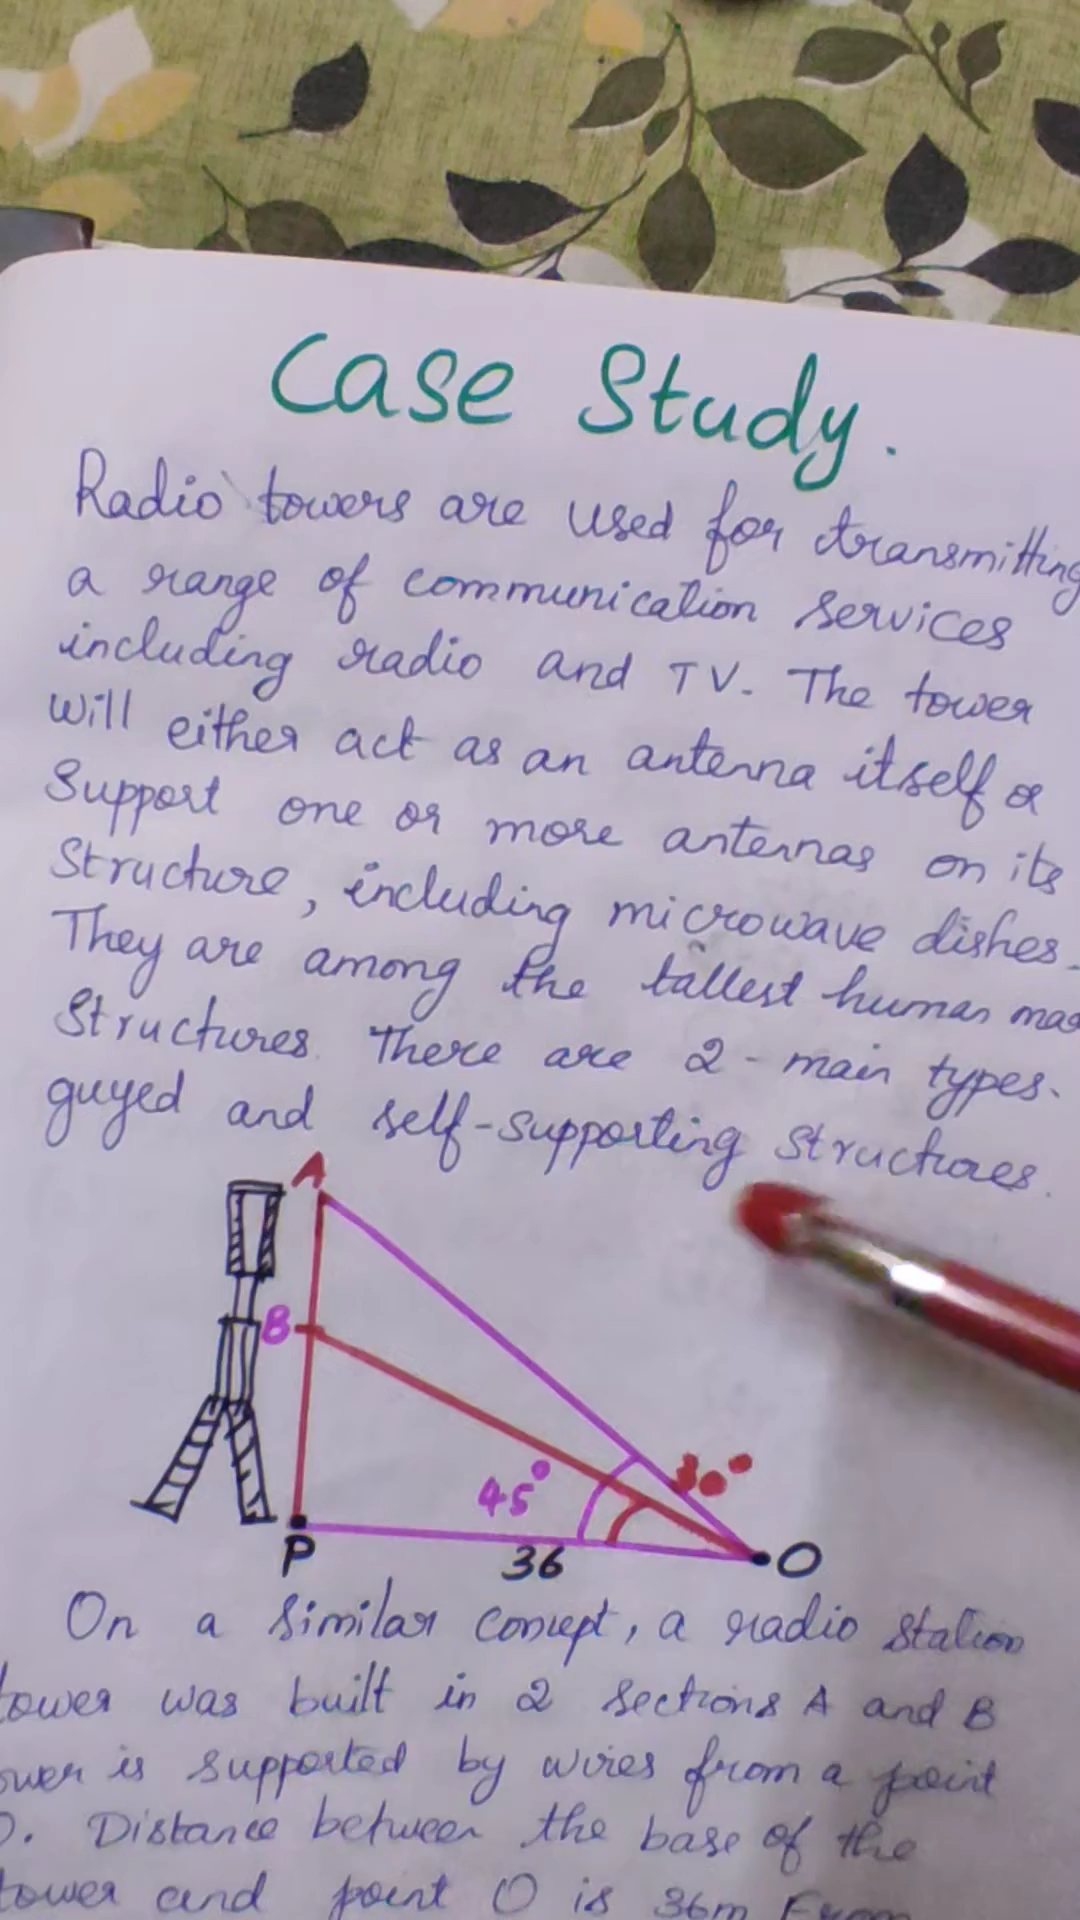 Case Study.
Radio towers are used for transmitting
a range of communication services
including radio and TV. The tower
will either act as an antenna itself or
Support one or more antennas on its
Structure, including microwave dishes.
They are among the tallest human
Structures. There are 2-main types.
guyed and self-supporting structures.
A
B
45°
30°
P
36
O
On a similar concept, a radio station
tower was built in 2 sections A and B
is supported by wires from a point
O. Distance between the base of the
tower and point O is 36m From